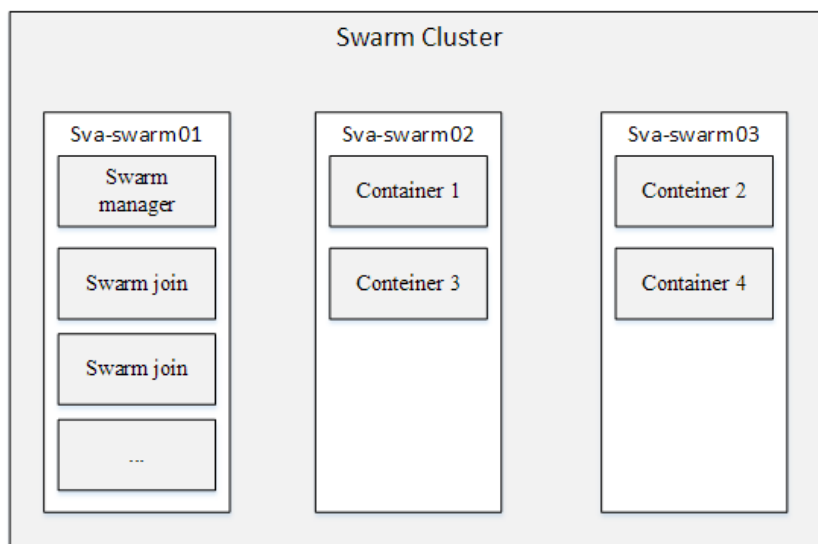 Swarm Cluster
Sva-swarm01
Swarm
manager
Swarm join
Swarm join
...
Sva-swarm02
Container 1
Conteiner 3
Sva-swarm03
Conteiner 2
Container 4